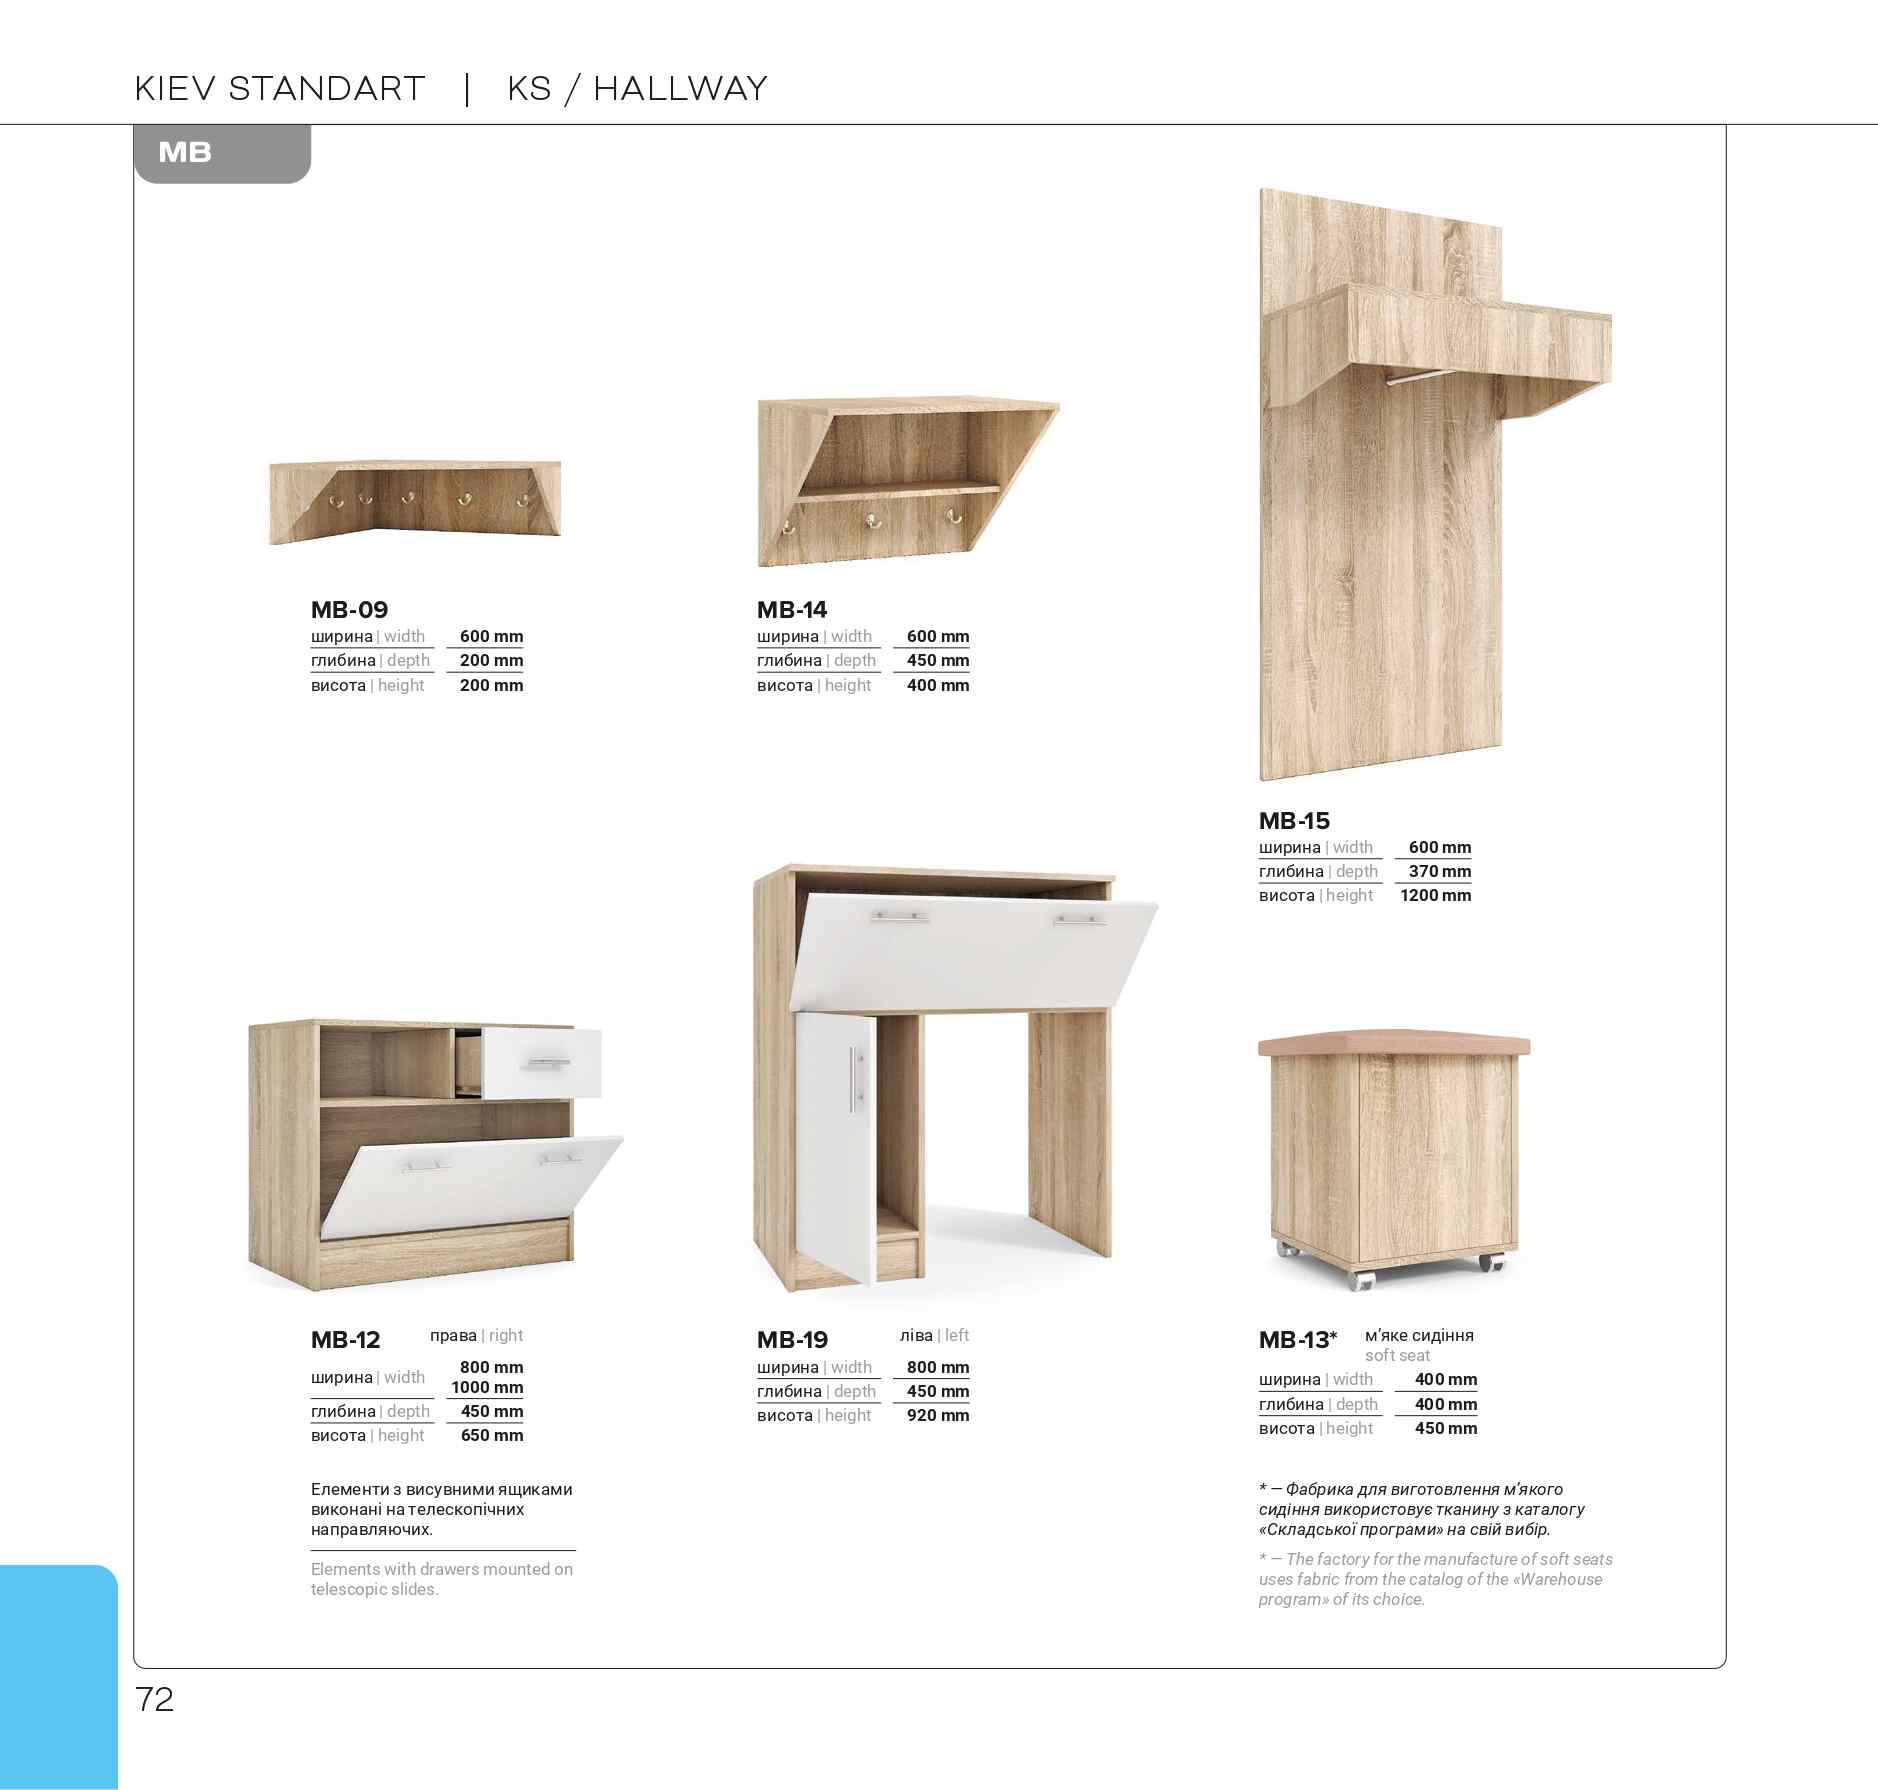 KIEV STANDART | KS / HALLWAY
MB
MB-09
ширина | width 600 mm
глибина | depth 200 mm
висота | height 200 mm
MB-14
ширина | width 600 mm
глибина | depth 450 mm
висота | height 400 mm
MB-15
ширина | width 600 mm
глибина | depth 370 mm
висота | height 1200 mm
MB-12 права | right
ширина | width 800 mm
1000 mm
глибина | depth 450 mm
висота | height 650 mm
Елементи з висувними ящиками
виконані на телескопічних
направляючих.
Elements with drawers mounted on
telescopic slides.
MB-19 ліва | left
ширина | width 800 mm
глибина | depth 450 mm
висота | height 920 mm
MB-13* м’яке сидіння
soft seat
ширина | width 400 mm
глибина | depth 400 mm
висота | height 450 mm
* — Фабрика для виготовлення м’якого
сидіння використовує тканину з каталогу
«Складської програми» на свій вибір.
* — The factory for the manufacture of soft seats
uses fabric from the catalog of the «Warehouse
program» of its choice.
72